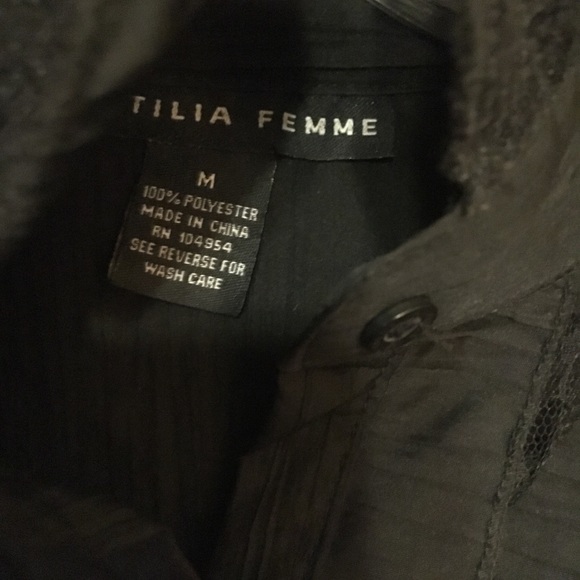 TILIA FEMME
M
100% POLYESTER
MADE IN CHINA
RN 104954
SEE REVERSE FOR
WASH CARE